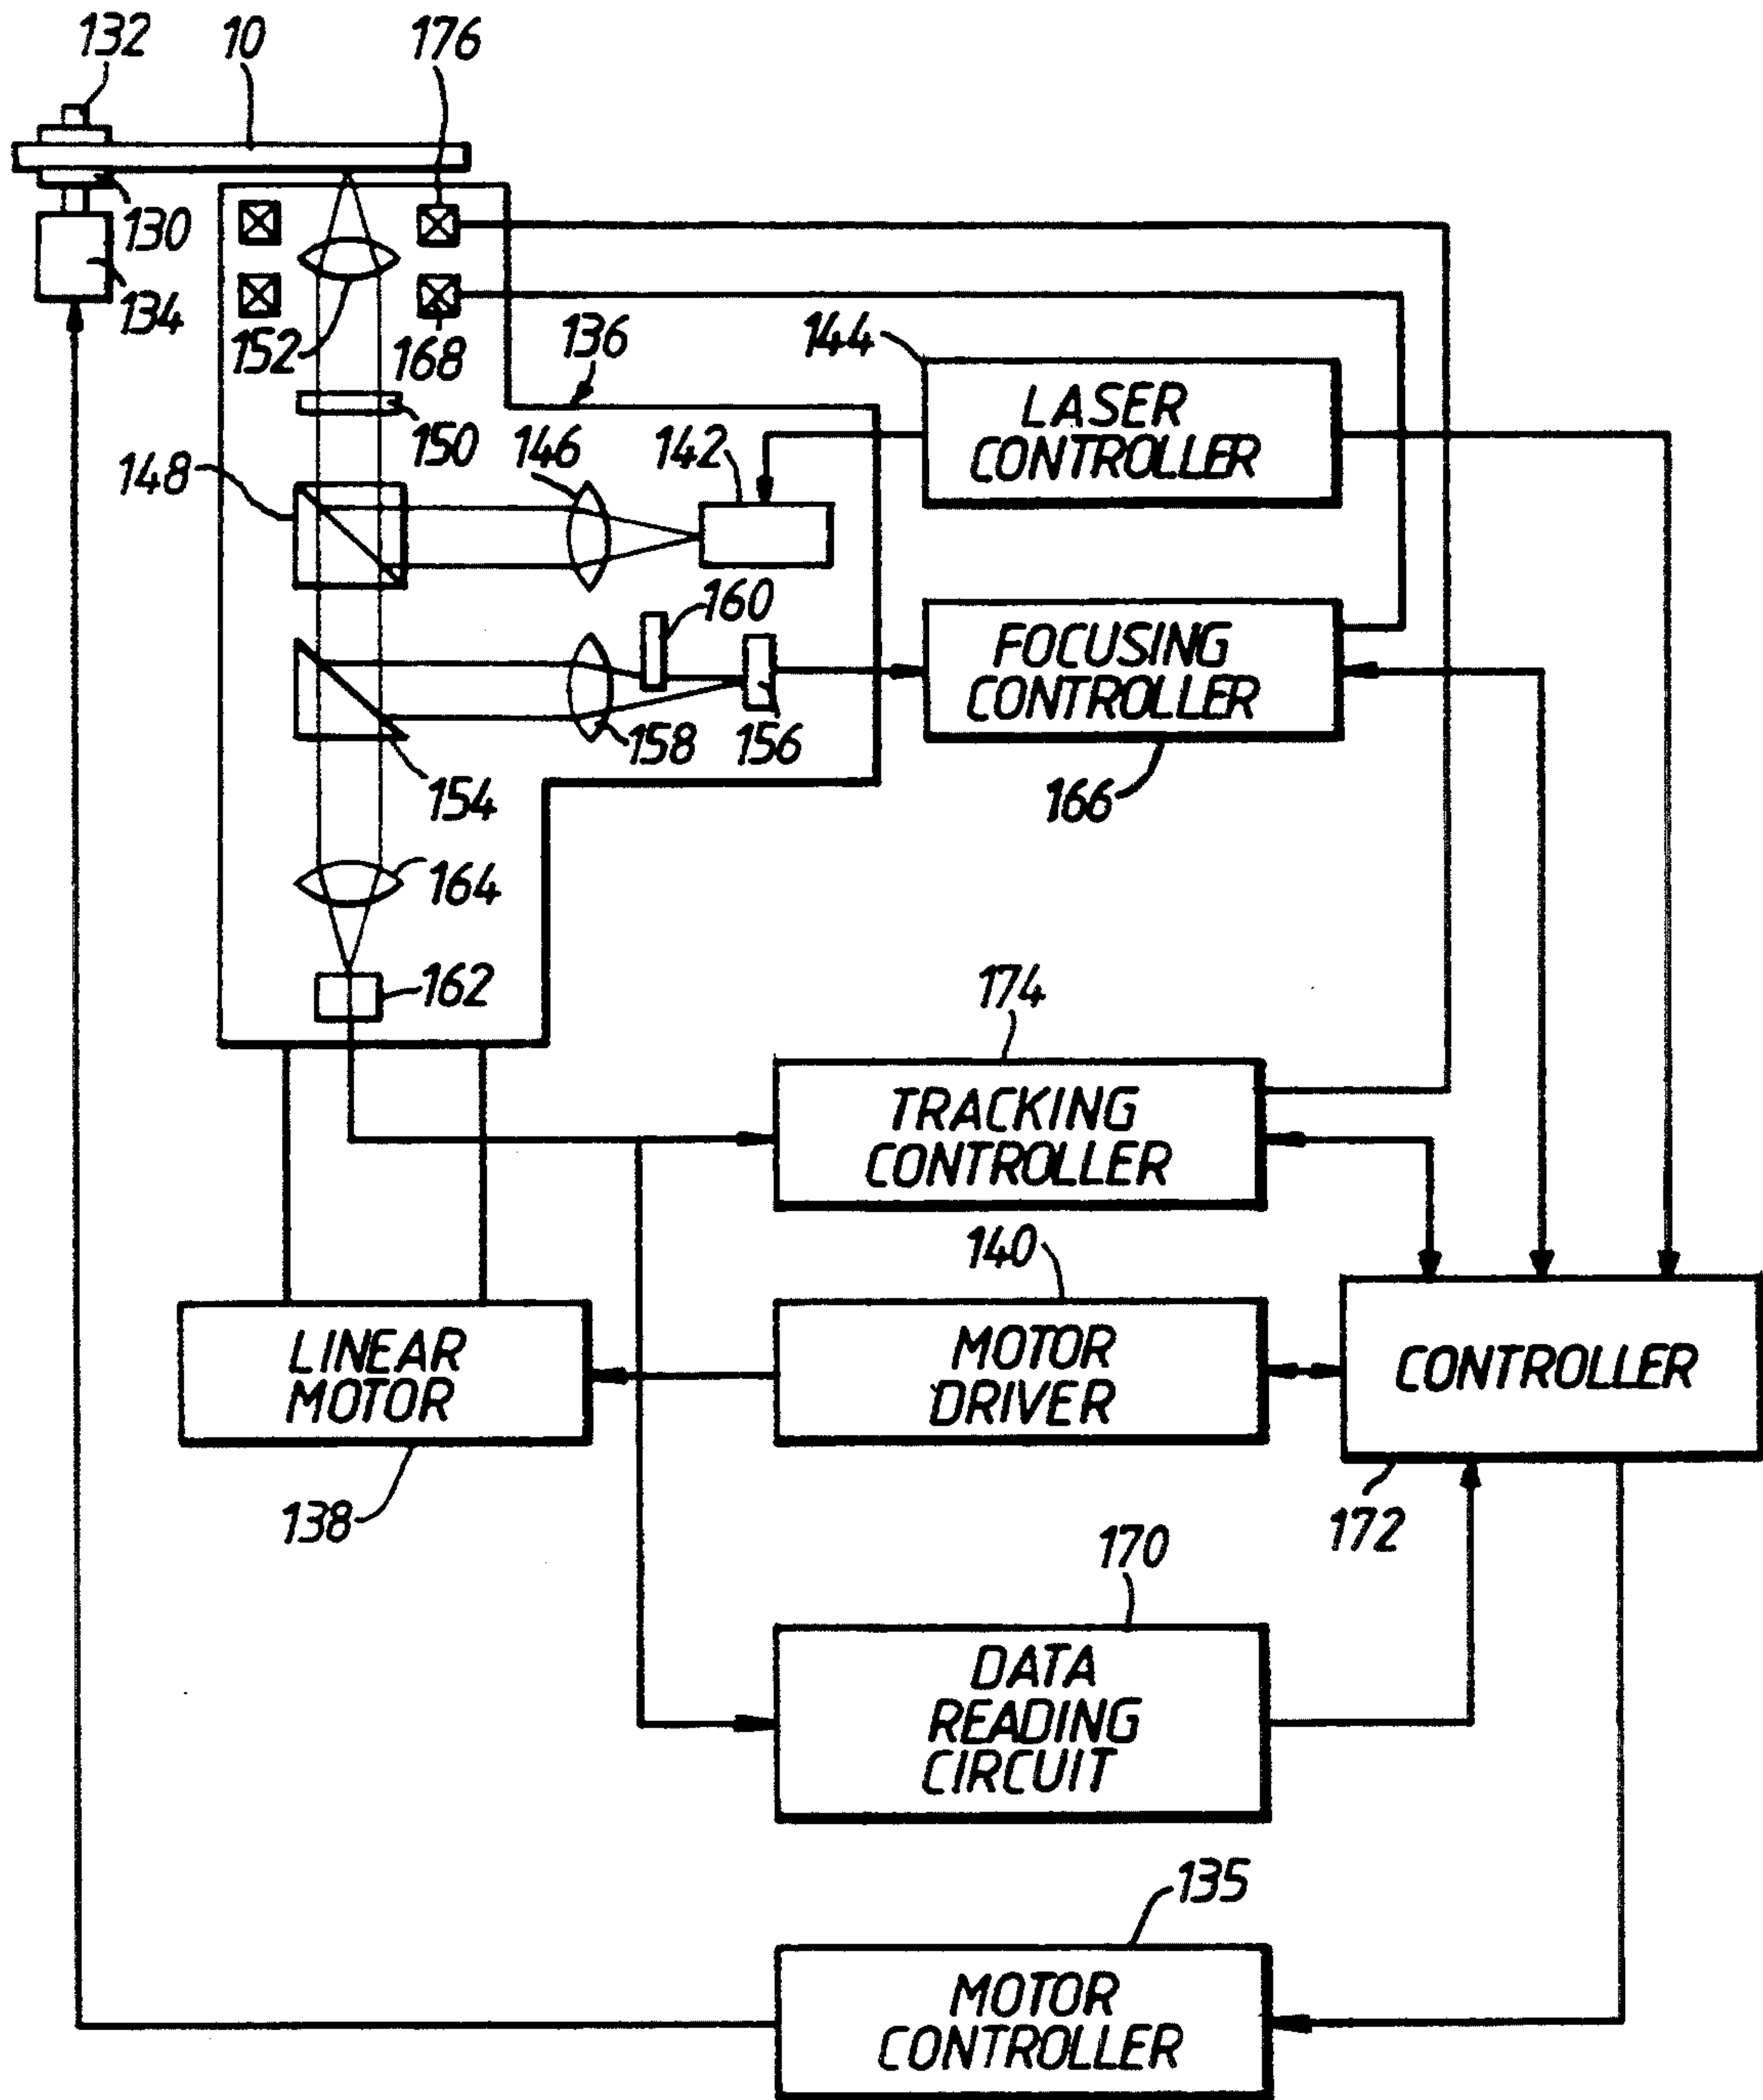 132
10
176
130
134
152
168
136
144
LASER
CONTROLLER
150
146
142
148
160
FOCUSING
CONTROLLER
158
156
166
154
164
162
174
TRACKING
CONTROLLER
140
LINEAR
MOTOR
MOTOR
DRIVER
CONTROLLER
138
172
170
DATA
READING
CIRCUIT
135
MOTOR
CONTROLLER